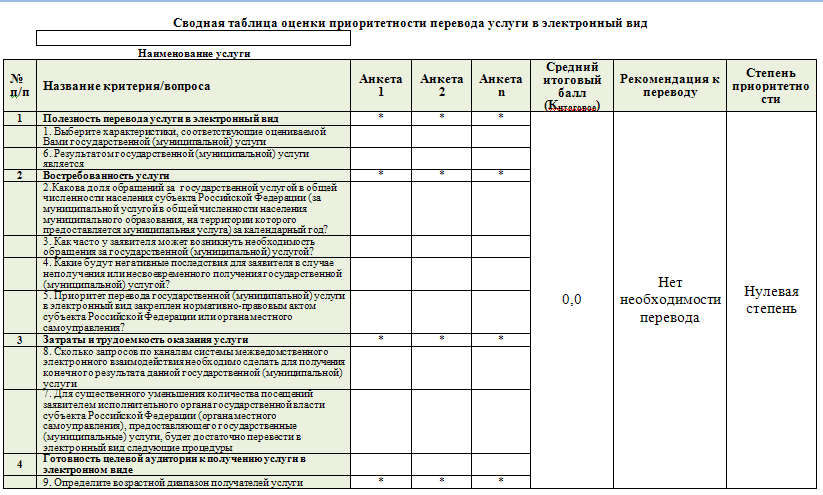 Сводная таблица оценки приоритетности перевода услуги в электронный вид
Наименование услуги
№ п/п
Название критерия/вопроса
Анкета 1
Анкета 2
Анкета n
Средний итоговый балл (Китогово)
Рекомендация к переводу
Степень приоритетно сти
1 Полезность перевода услуги в электронный вид * * *
1. Выберите характеристики, соответствующие оцениваемой
Вами государственной (муниципальной) услуги
6. Результатом государственной (муниципальной) услуги
является
2 Востребованность услуги * * *
2.Какова доля обращений за государственной услугой в общей
численности населения субъекта Российской Федерации (за
муниципальной услугой в общей численности населения
муниципального образования, на территории которого
предоставляется муниципальная услуга) за календарный год?
3. Как часто у заявителя может возникнуть необходимость
обращения за государственной (муниципальной) услугой?
4. Какие будут негативные последствия для заявителя в случае
неполучения или несвоевременного получения государственной
(муниципальной) услугой?
5. Приоритет перевода государственной (муниципальной) услуги
в электронный вид закреплен нормативно-правовым актом
субъекта Российской Федерации или органа местного
самоуправления?
0,0
Нет
необходимости
перевода
Нулевая
степень
3 Затраты и трудоемкость оказания услуги * * *
8. Сколько запросов по каналам системы межведомственного
электронного взаимодействия необходимо сделать для получения
конечного результата данной государственной (муниципальной)
услуги
7. Для существенного уменьшения количества посещений
заявителем исполнительного органа государственной власти
субъекта Российской Федерации (органа местного
самоуправления), предоставляющего государственные
(муниципальные) услуги, будет достаточно перевести в
электронный вид следующие процедуры
4 Готовность целевой аудитории к получению услуги в
электронном виде
9. Определите возрастной диапазон получателей услуги * * *